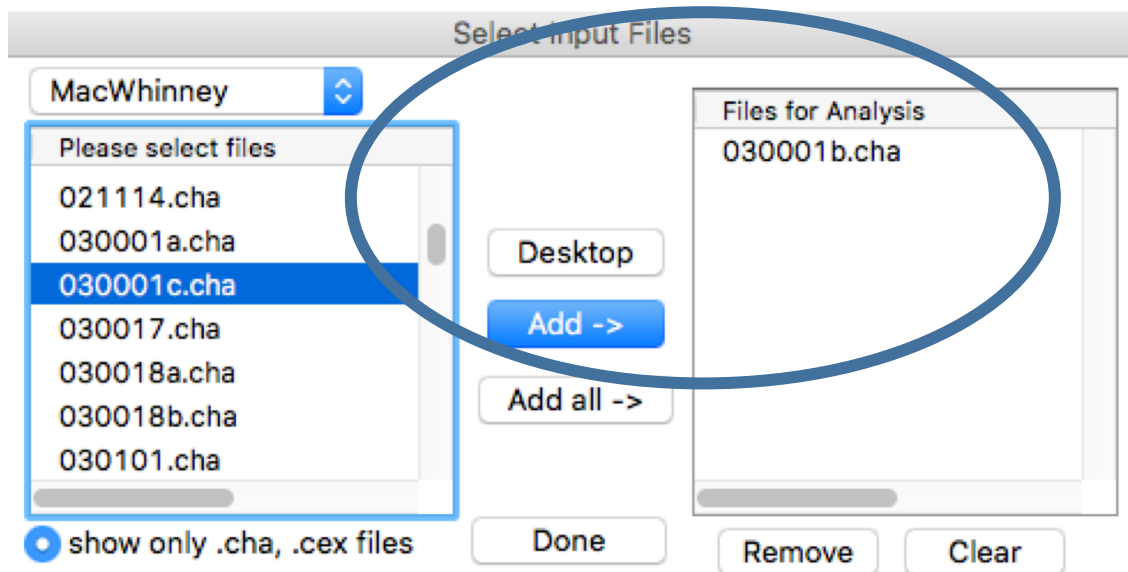 Select Input Files
MacWhinney
Please select files
021114.cha
030001a.cha
030001c.cha
030017.cha
030018a.cha
030018b.cha
030101.cha
show only .cha, .cex files
Desktop
Add ->
Add all ->
Done
Files for Analysis
030001b.cha
Remove
Clear